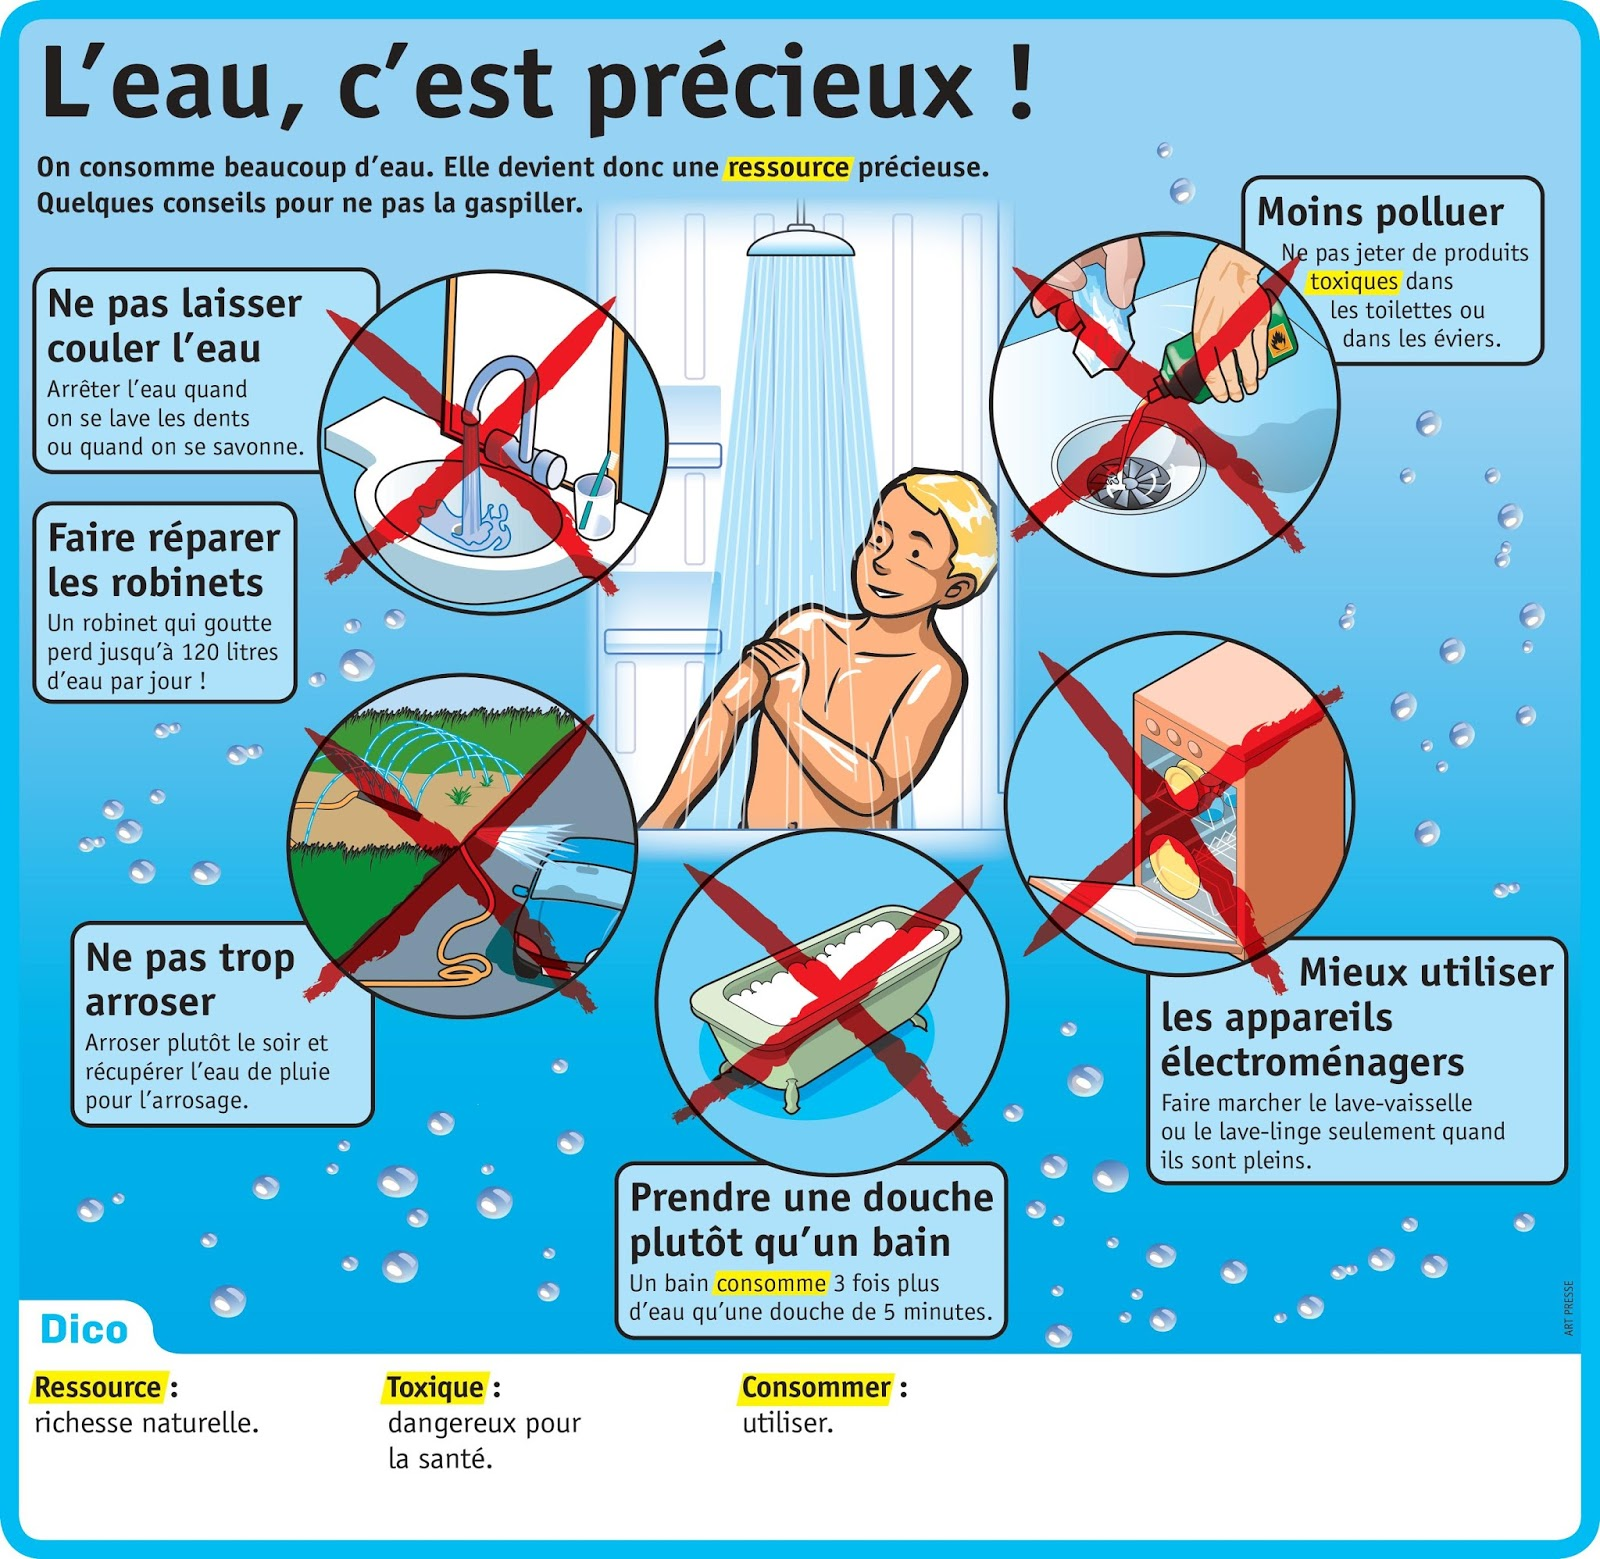 L'eau, c'est précieux !
On consomme beaucoup d'eau. Elle devient donc une ressource précieuse.
Quelques conseils pour ne pas la gaspiller.
Ne pas laisser
couler l'eau
Arrêter l'eau quand
on se lave les dents
ou quand on se savonne.
Faire réparer
les robinets
Un robinet qui goutte
perd jusqu'à 120 litres
d'eau par jour !
Ne pas trop
arroser
Arroser plutôt le soir et
récupérer l'eau de pluie
pour l'arrosage.
Prendre une douche
plutôt qu'un bain
Un bain consomme 3 fois plus
d'eau qu'une douche de 5 minutes.
Moins polluer
Ne pas jeter de produits
toxiques dans
les toilettes ou
dans les éviers.
Mieux utiliser
les appareils
électroménagers
Faire marcher le lave-vaisselle
ou le lave-linge seulement quand
ils sont pleins.
ART PRESSE
Dico
Ressource :
richesse naturelle.
Toxique :
dangereux pour
la santé.
Consommer :
utiliser.